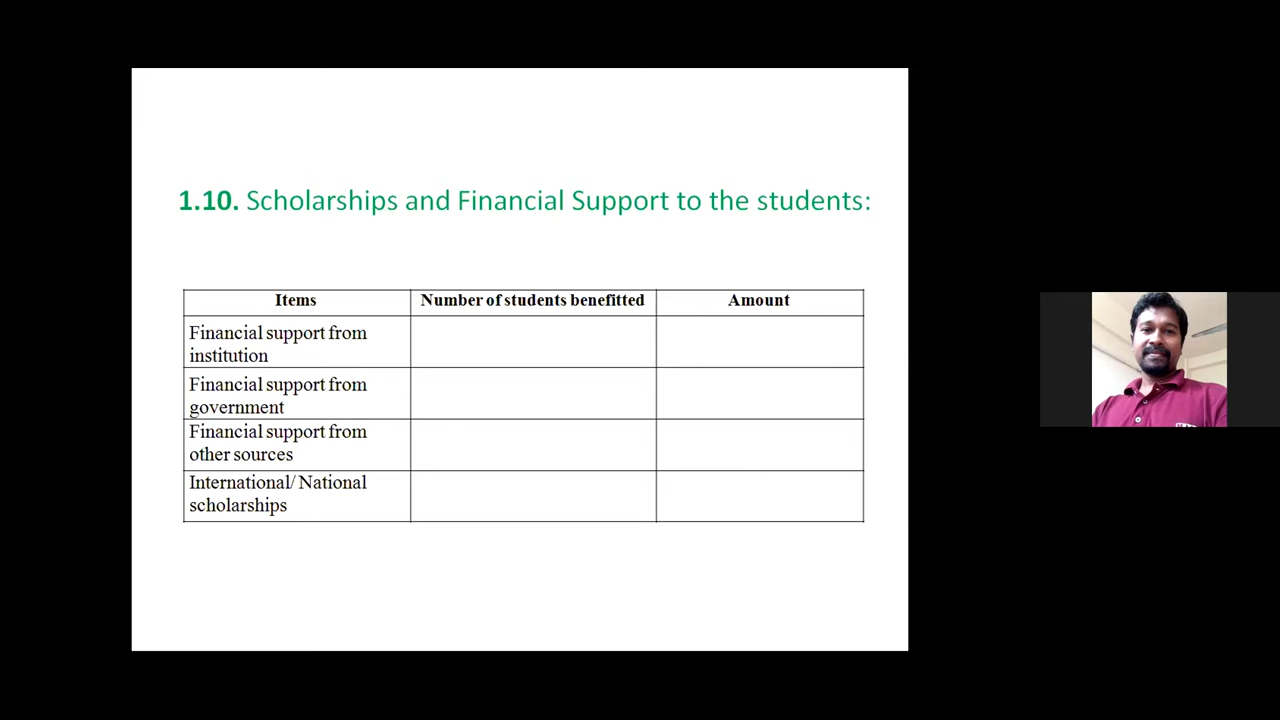 1.10. Scholarships and Financial Support to the students:
Items Number of students benefitted Amount
Financial support from
institution
Financial support from
government
Financial support from
other sources
International/ National
scholarships